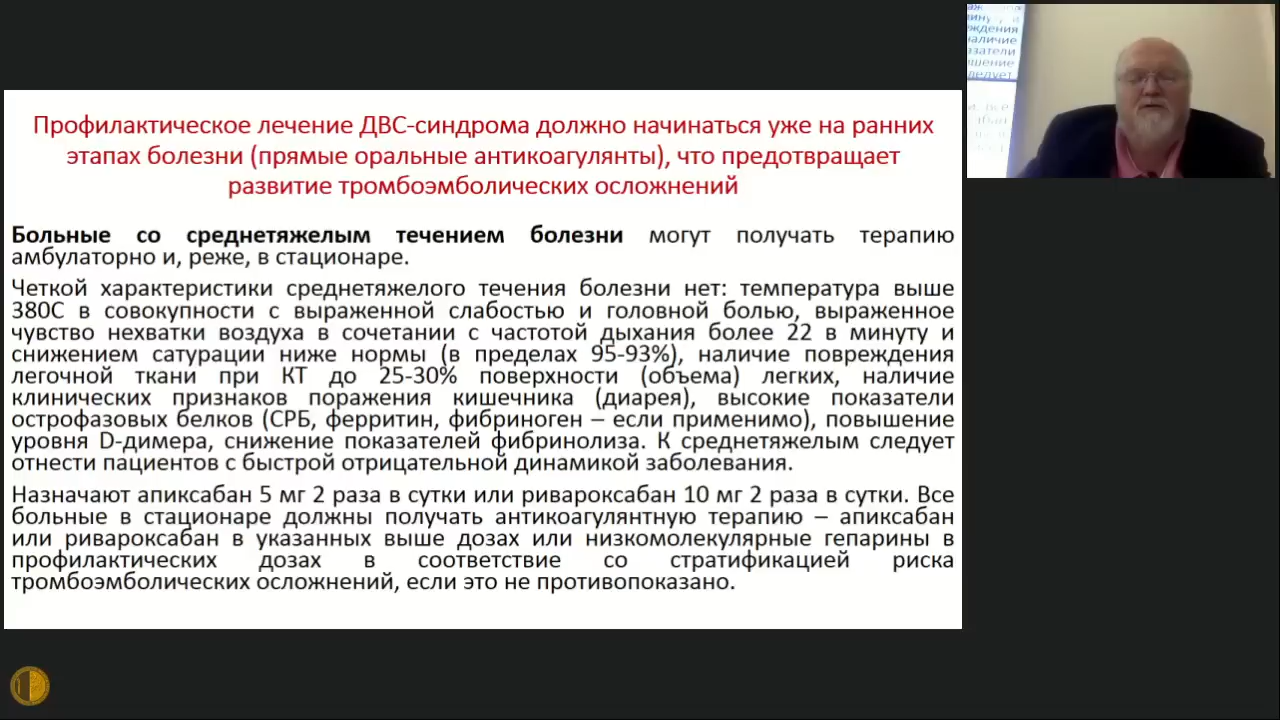 Профилактическое лечение ДВС-синдрома должно начинаться уже на ранних
этапах болезни (прямые оральные антикоагулянты), что предотвращает
развитие тромбоэмболических осложнений
Больные со среднетяжелым течением болезни могут получать терапию
амбулаторно и, реже, в стационаре.
Четкой характеристики среднетяжелого течения болезни нет: температура выше
380С в совокупности с выраженной слабостью и головной болью, выраженное
чувство нехватки воздуха в сочетании с частотой дыхания более 22 в минуту и
снижением сатурации ниже нормы (в пределах 95-93%), наличие повреждения
легочной ткани при КТ до 25-30% поверхности (объема) легких, наличие
клинических признаков поражения кишечника (диарея), высокие показатели
острофазовых белков (СРБ, ферритин, фибриноген – если применимо), повышение
уровня D-димера, снижение показателей фибринолиза. К среднетяжелым следует
отнести пациентов с быстрой отрицательной динамикой заболевания.
Назначают апиксабан 5 мг 2 раза в сутки или ривароксабан 10 мг 2 раза в сутки. Все
больные в стационаре должны получать антикоагулянтную терапию – апиксабан
или ривароксабан в указанных выше дозах или низкомолекулярные гепарины в
профилактических дозах в соответствие со стратификацией риска
тромбоэмболических осложнений, если это не противопоказано.